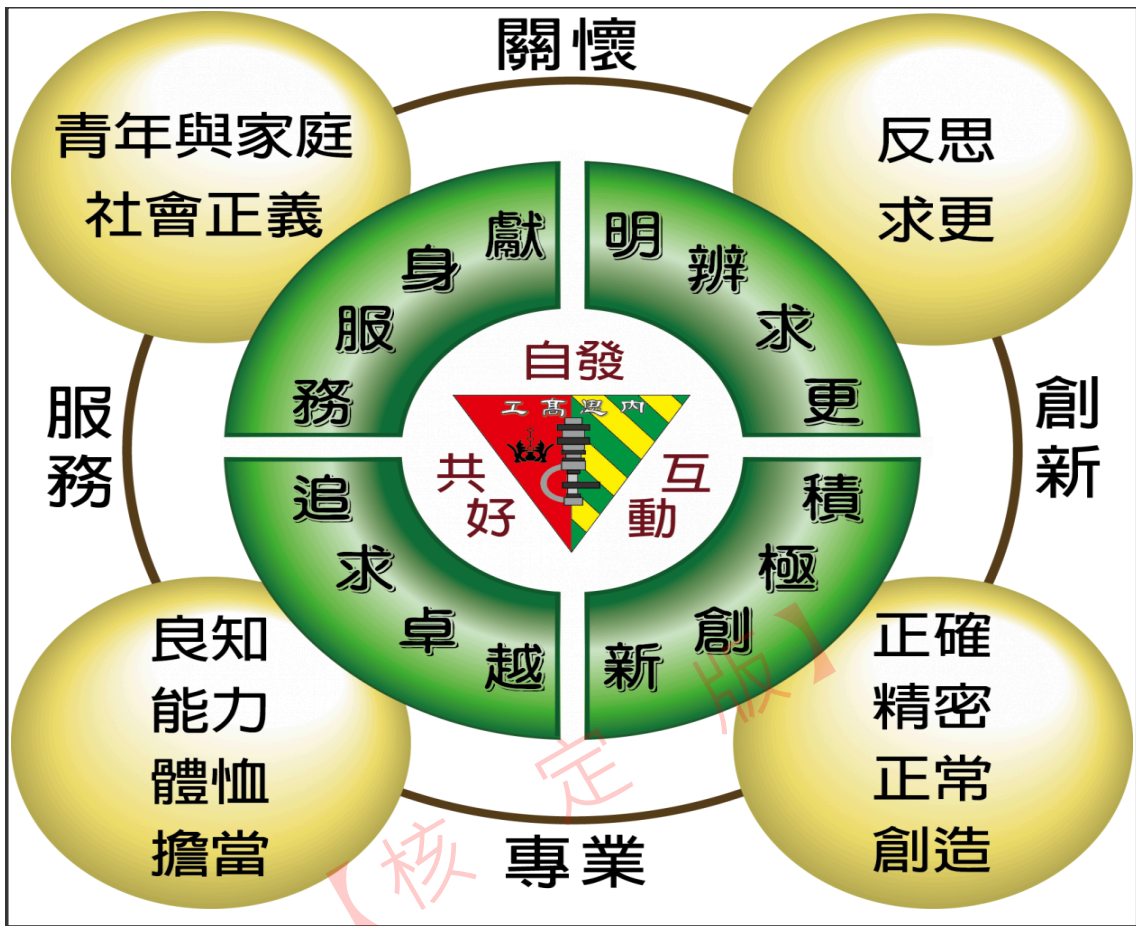 關懷
青年與家庭
社會正義
反思
求更
獻身服務
明辨求更
自發
內思高工
服務
創新
共好
互動
追求卓越
積極創新
良知
能力
體恤
擔當
正確
精密
正常
創造
專業
【核定版】